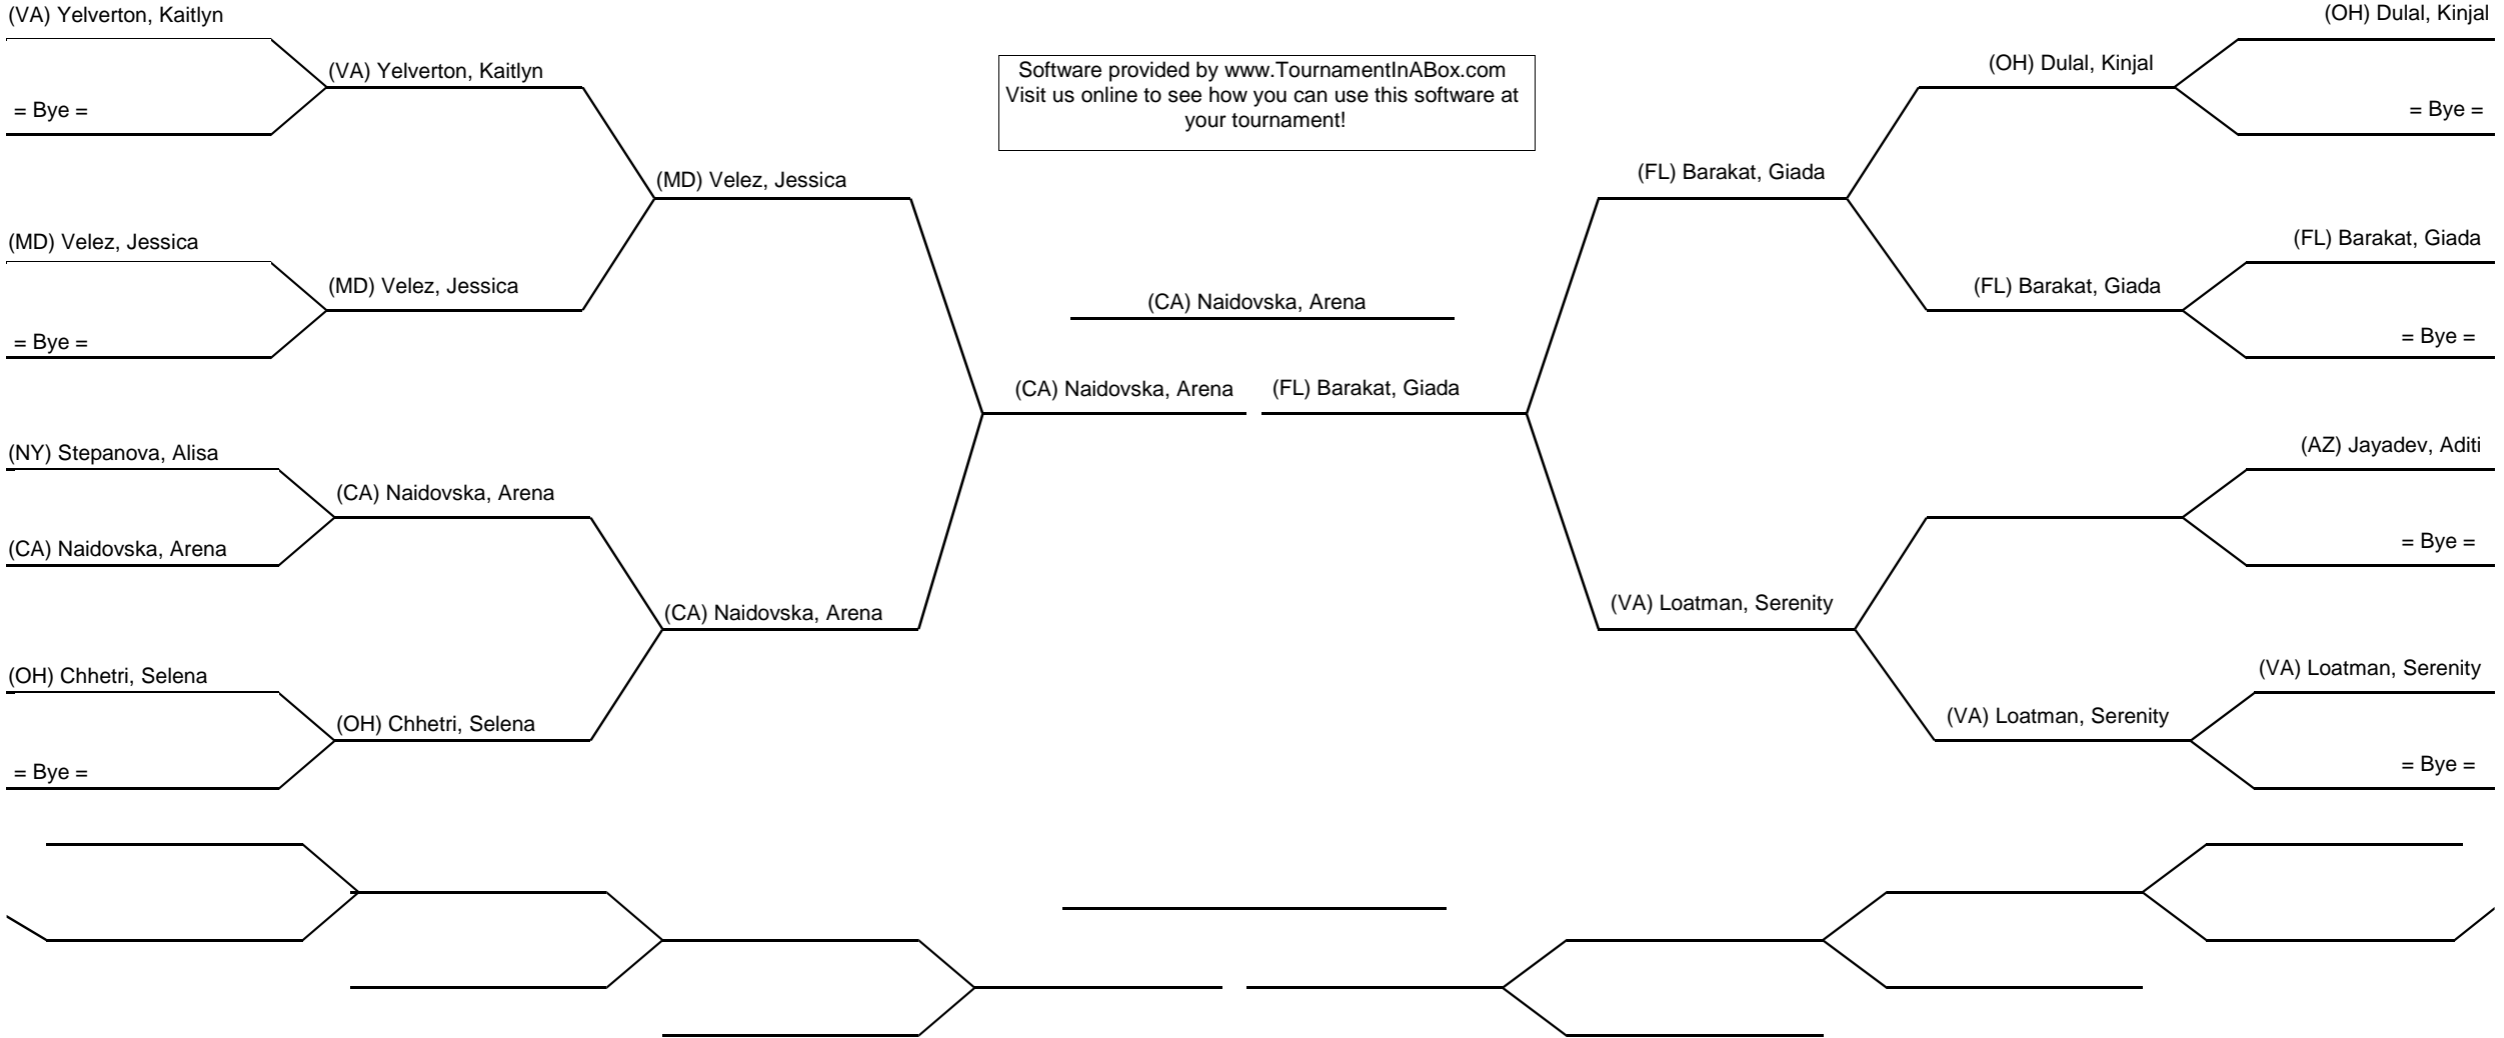 (VA) Yelverton, Kaitlyn
= Bye =
(MD) Velez, Jessica
= Bye =
(NY) Stepanova, Alisa
(CA) Naidovska, Arena
(OH) Chhetri, Selena
= Bye =
(VA) Yelverton, Kaitlyn
(MD) Velez, Jessica
(CA) Naidovska, Arena
(OH) Chhetri, Selena
(MD) Velez, Jessica
(CA) Naidovska, Arena
Software provided by www.TournamentInABox.com
Visit us online to see how you can use this software at
your tournament!
(CA) Naidovska, Arena
(CA) Naidovska, Arena
(FL) Barakat, Giada
(FL) Barakat, Giada
(VA) Loatman, Serenity
(OH) Dulal, Kinjal
(FL) Barakat, Giada
(VA) Loatman, Serenity
(OH) Dulal, Kinjal
= Bye =
(FL) Barakat, Giada
= Bye =
(AZ) Jayadev, Aditi
= Bye =
(VA) Loatman, Serenity
= Bye =